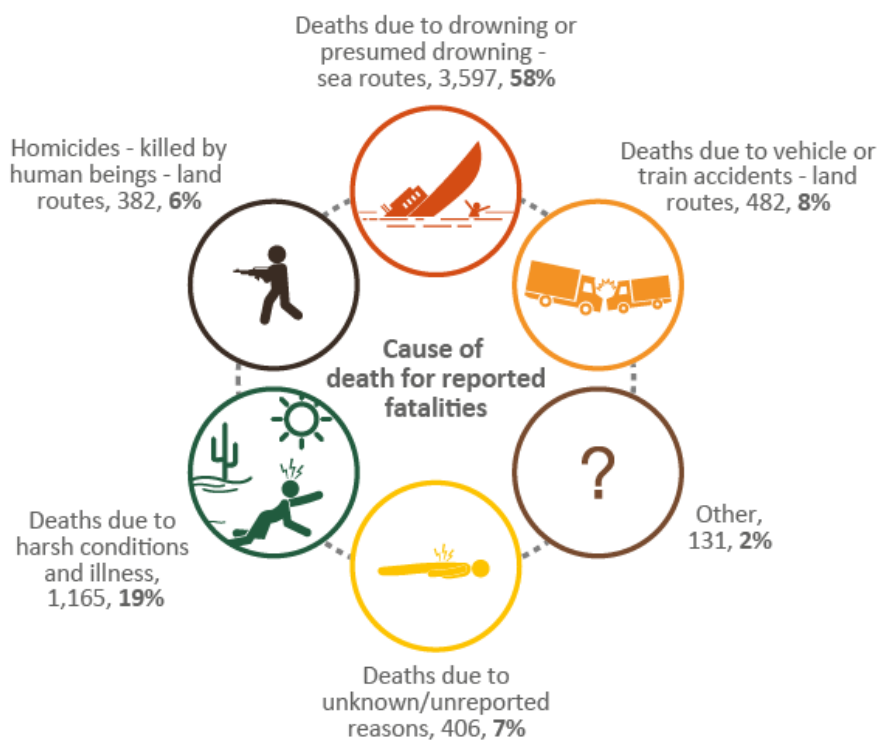 Deaths due to drowning or
presumed drowning -
sea routes, 3,597, 58%
Homicides - killed by
human beings - land
routes, 382, 6%
Deaths due to vehicle or
train accidents - land
routes, 482, 8%
Cause of
death for reported
fatalities
?
Deaths due to
harsh conditions
and illness,
1,165, 19%
Other,
131, 2%
Deaths due to
unknown/unreported
reasons, 406, 7%